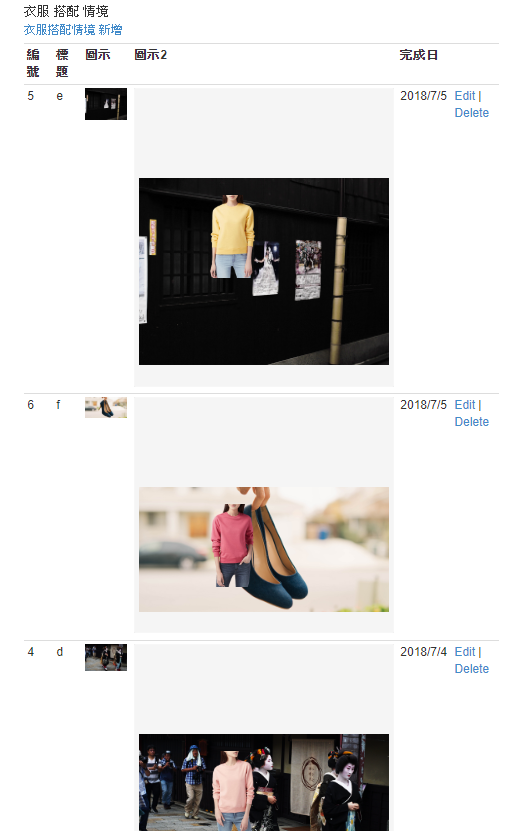 衣服 搭配 情境
衣服搭配情境 新增
編號 標題 圖示 圖示2 完成日
5 e 2018/7/5 Edit |
Delete
6 f 2018/7/5 Edit |
Delete
4 d 2018/7/4 Edit |
Delete